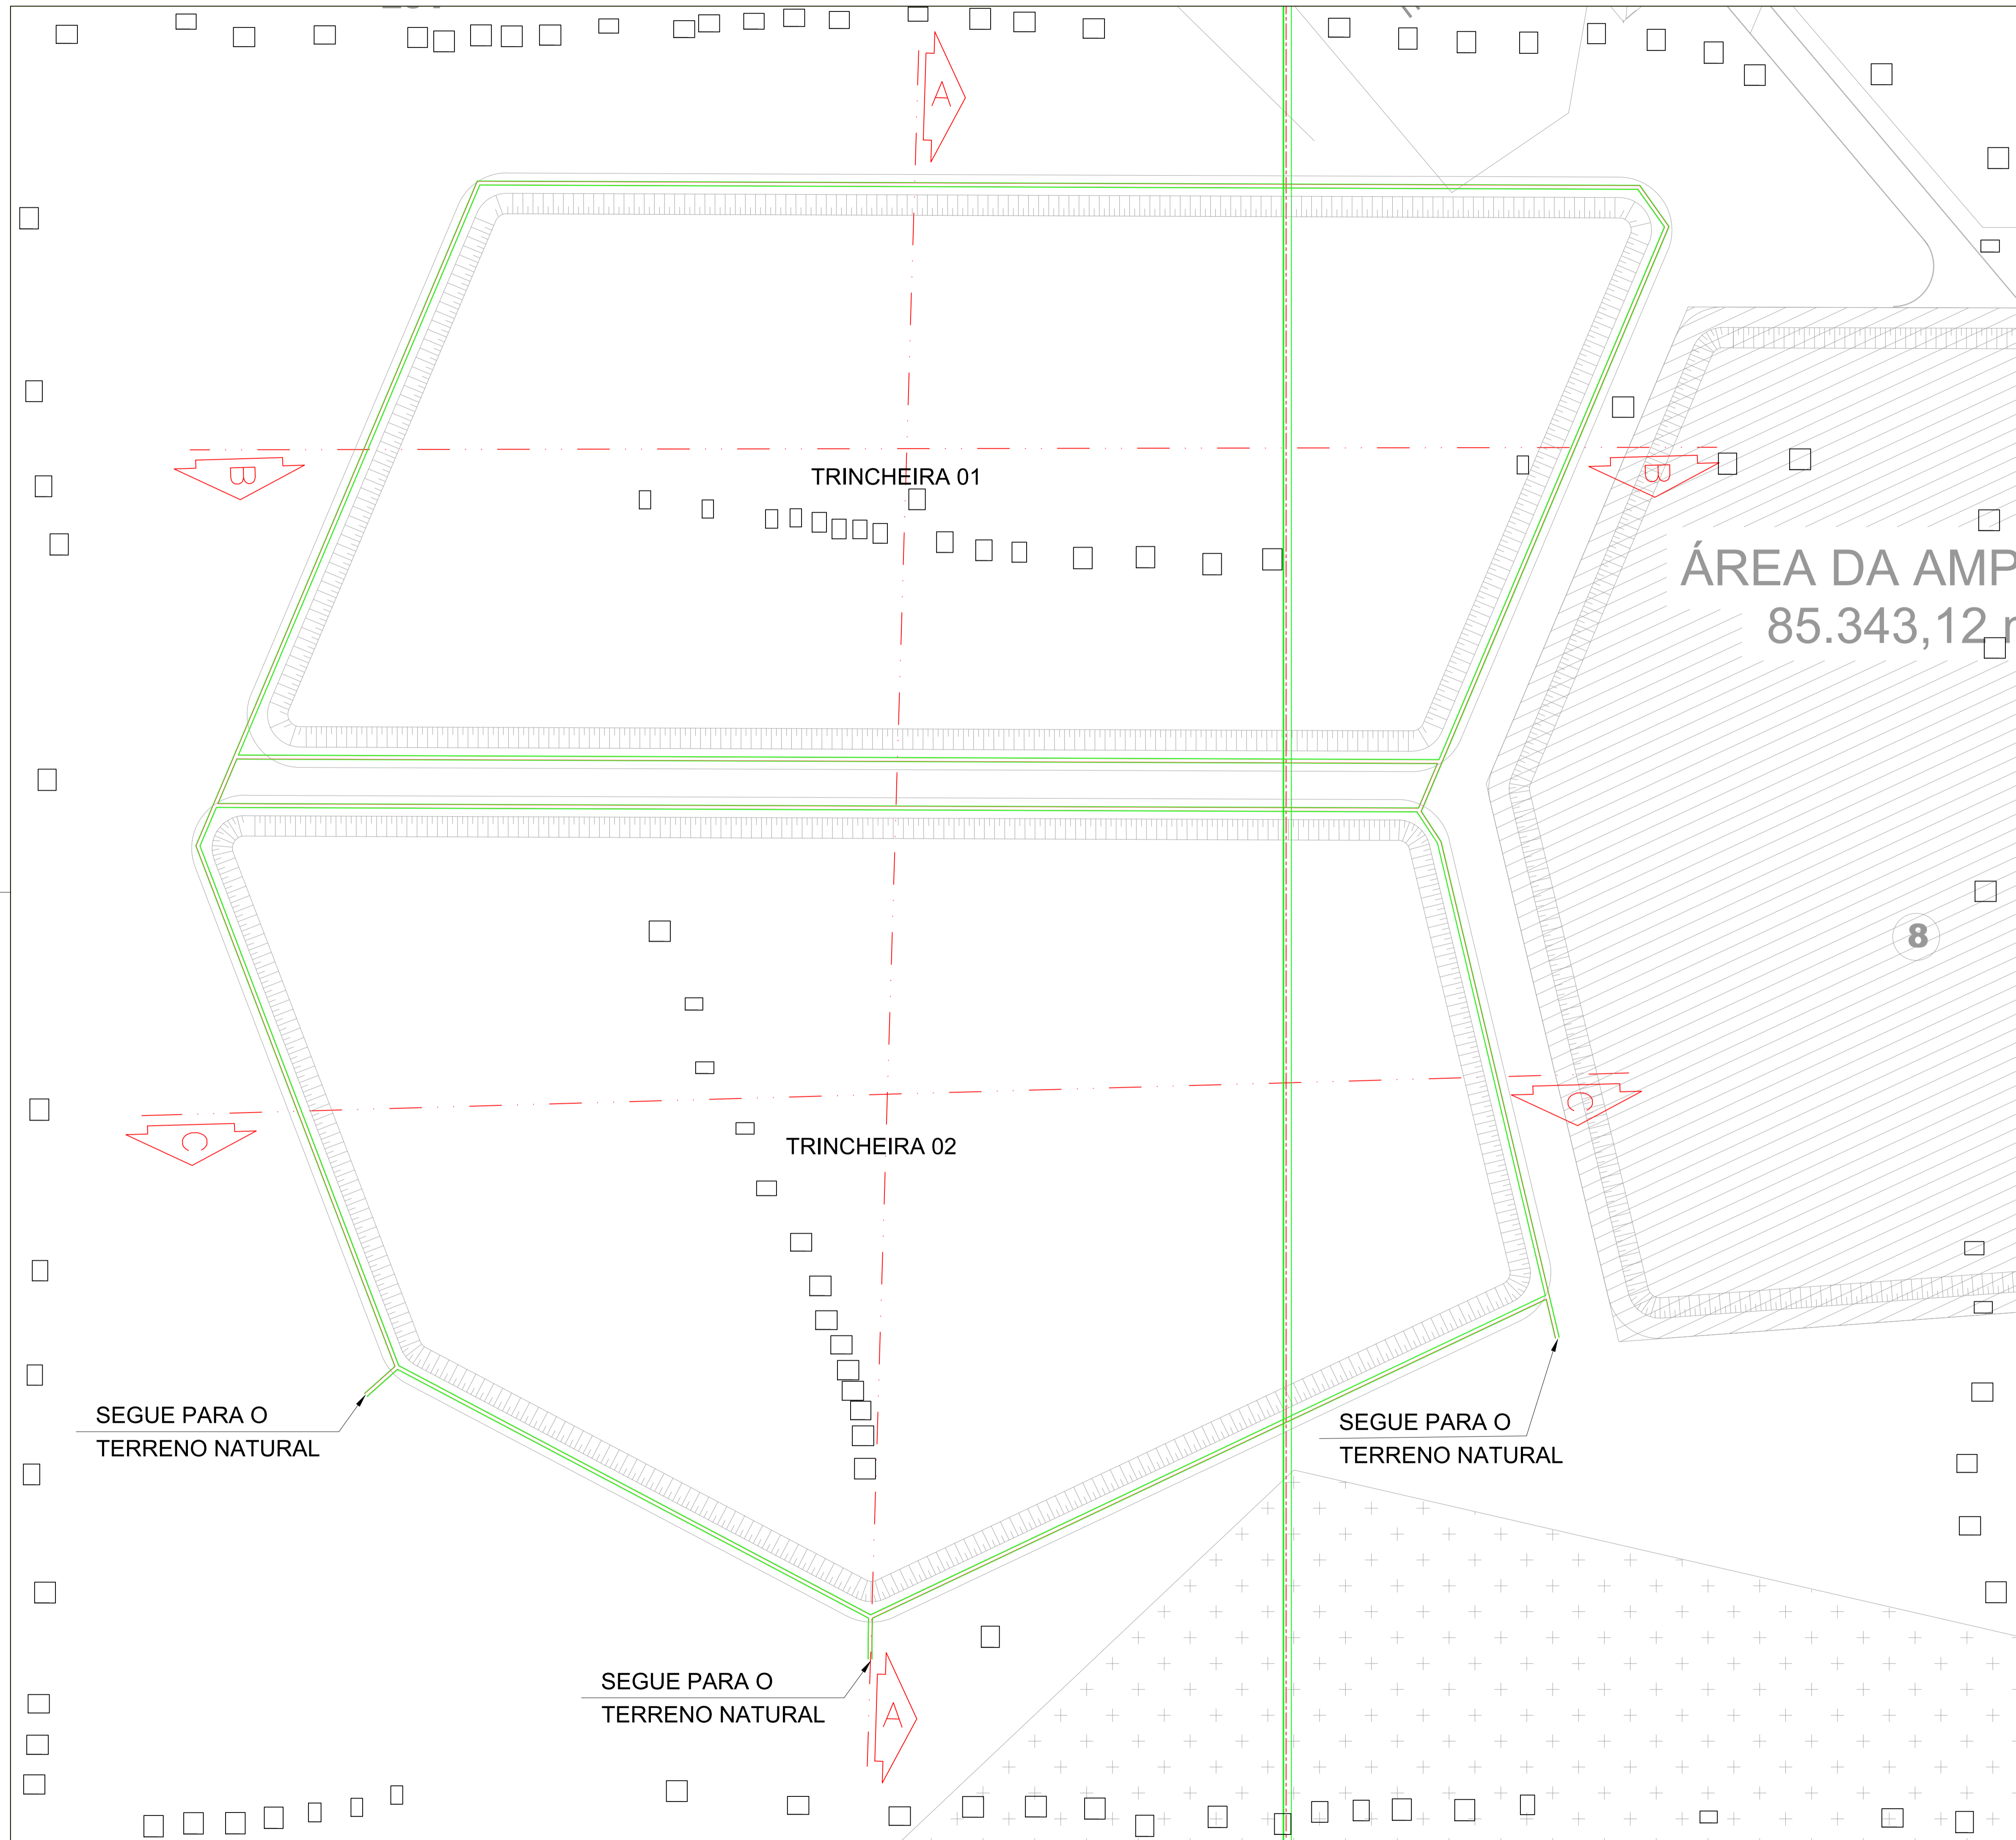 A
B
TRINCHEIRA 01
B
ÁREA DA AMP
85.343,12
8
C
TRINCHEIRA 02
C
SEGUE PARA O
TERRENO NATURAL
SEGUE PARA O
TERRENO NATURAL
SEGUE PARA O
TERRENO NATURAL
A